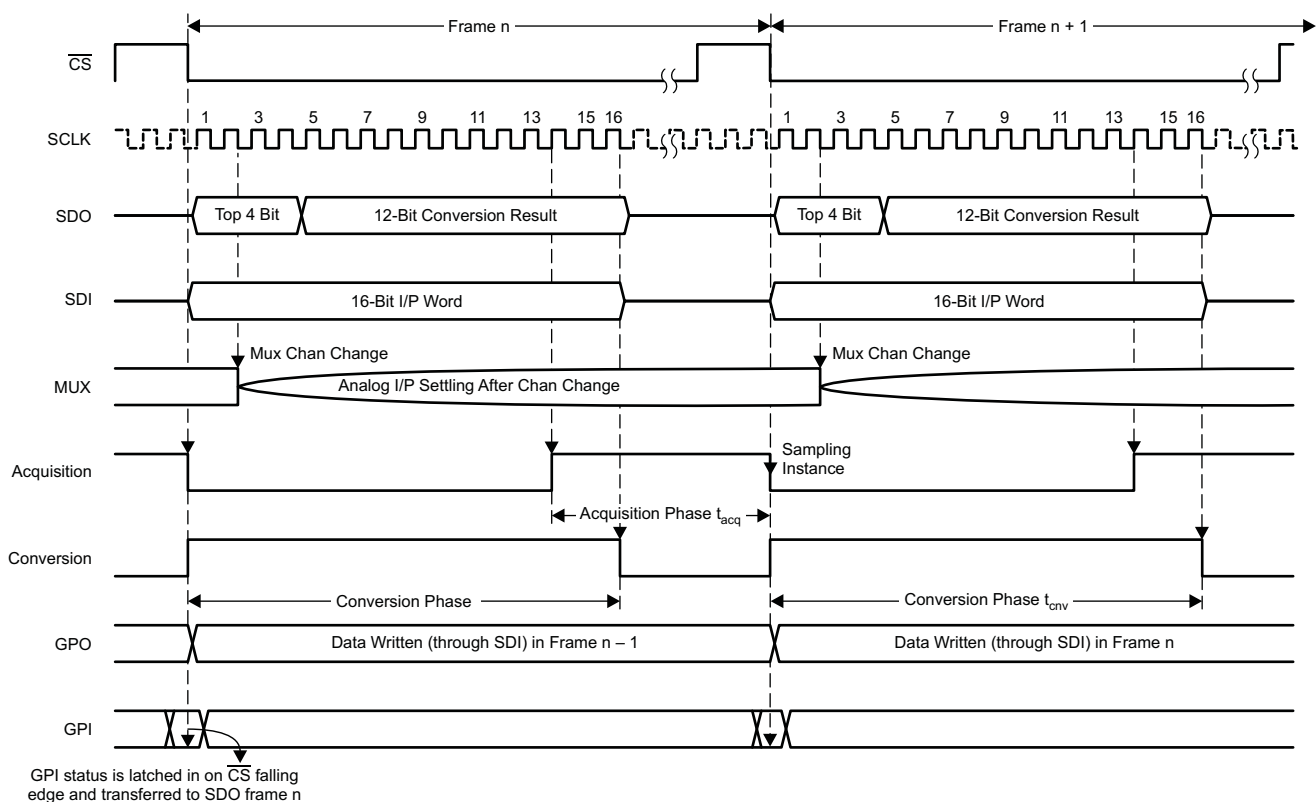 Frame n
Frame n + 1
CS
SCLK
1 3 5 7 9 11 13 15 16
1 3 5 7 9 11 13 15 16
SDO
Top 4 Bit
12-Bit Conversion Result
Top 4 Bit
12-Bit Conversion Result
SDI
16-Bit I/P Word
16-Bit I/P Word
Mux Chan Change
Mux Chan Change
MUX
Analog I/P Settling After Chan Change
Acquisition
Sampling
Instance
Acquisition Phase tacq
Conversion
Conversion Phase
Conversion Phase tcnv
GPO
Data Written (through SDI) in Frame n – 1
Data Written (through SDI) in Frame n
GPI
GPI status is latched in on CS falling
edge and transferred to SDO frame n